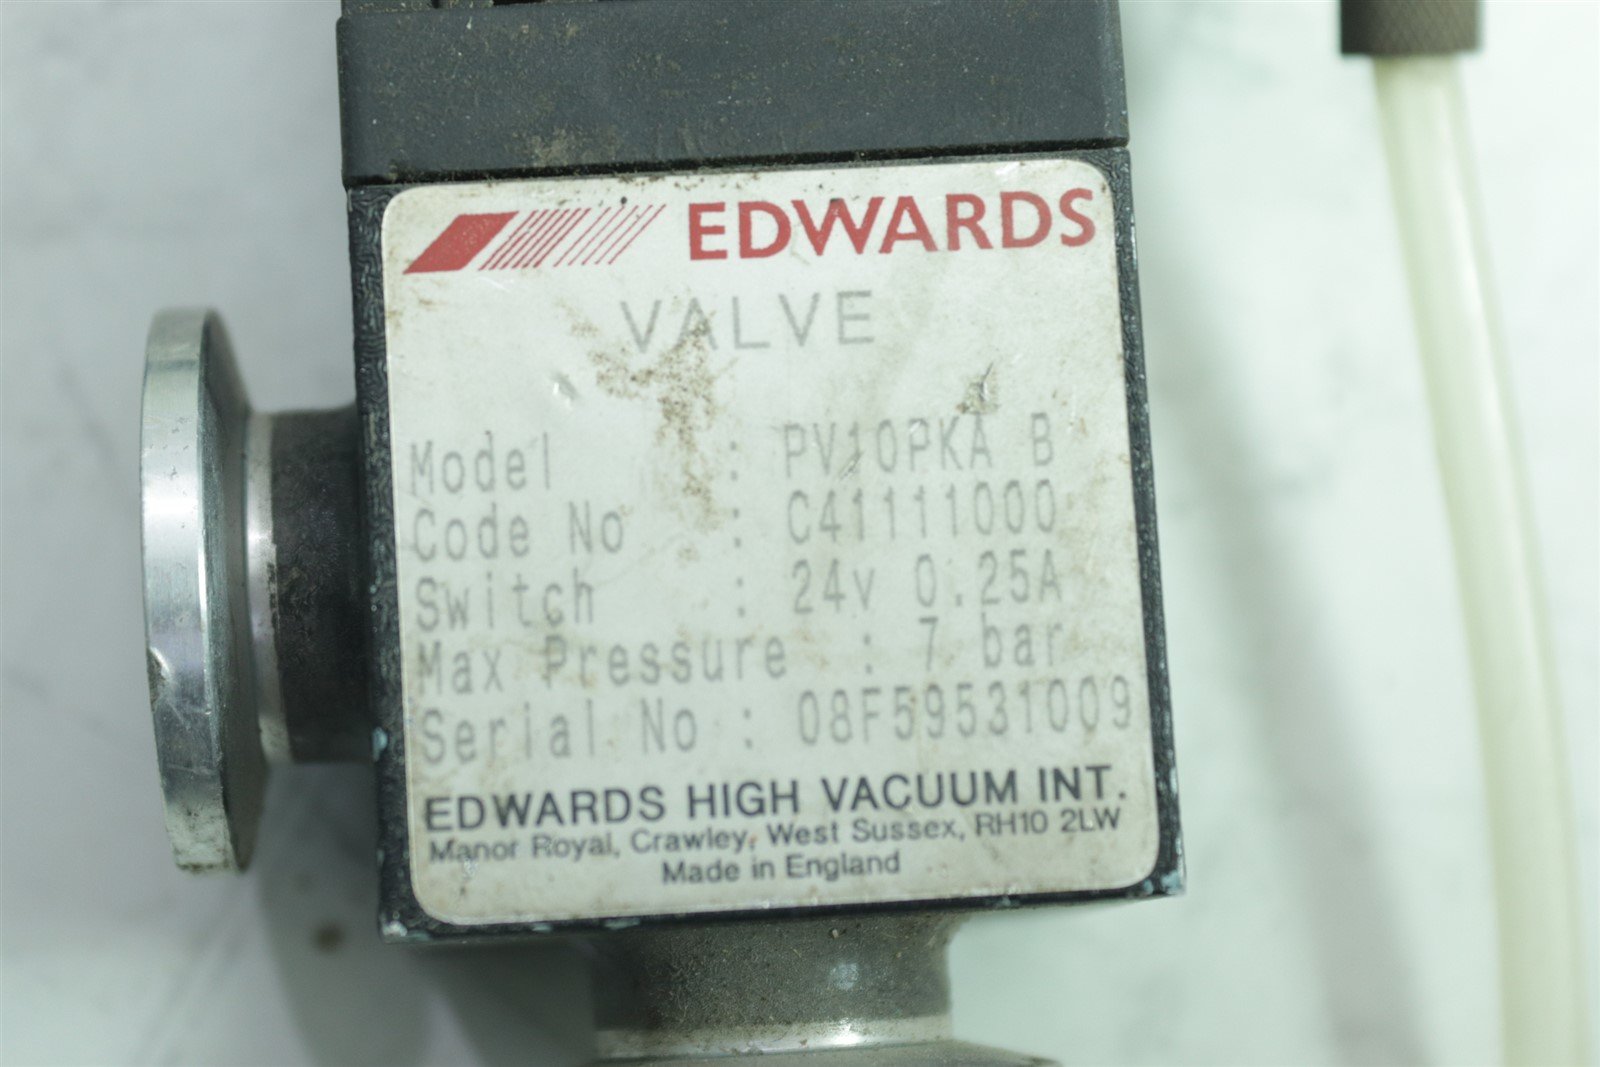 EDWARDS
VALVE
Model : PV10PKA B
Code No : C41111000
Switch : 24v 0.25A
Max Pressure : 7 bar
Serial No : 08F59531009
EDWARDS HIGH VACUUM INT.
Manor Royal, Crawley, West Sussex, RH10 2LW
Made in England